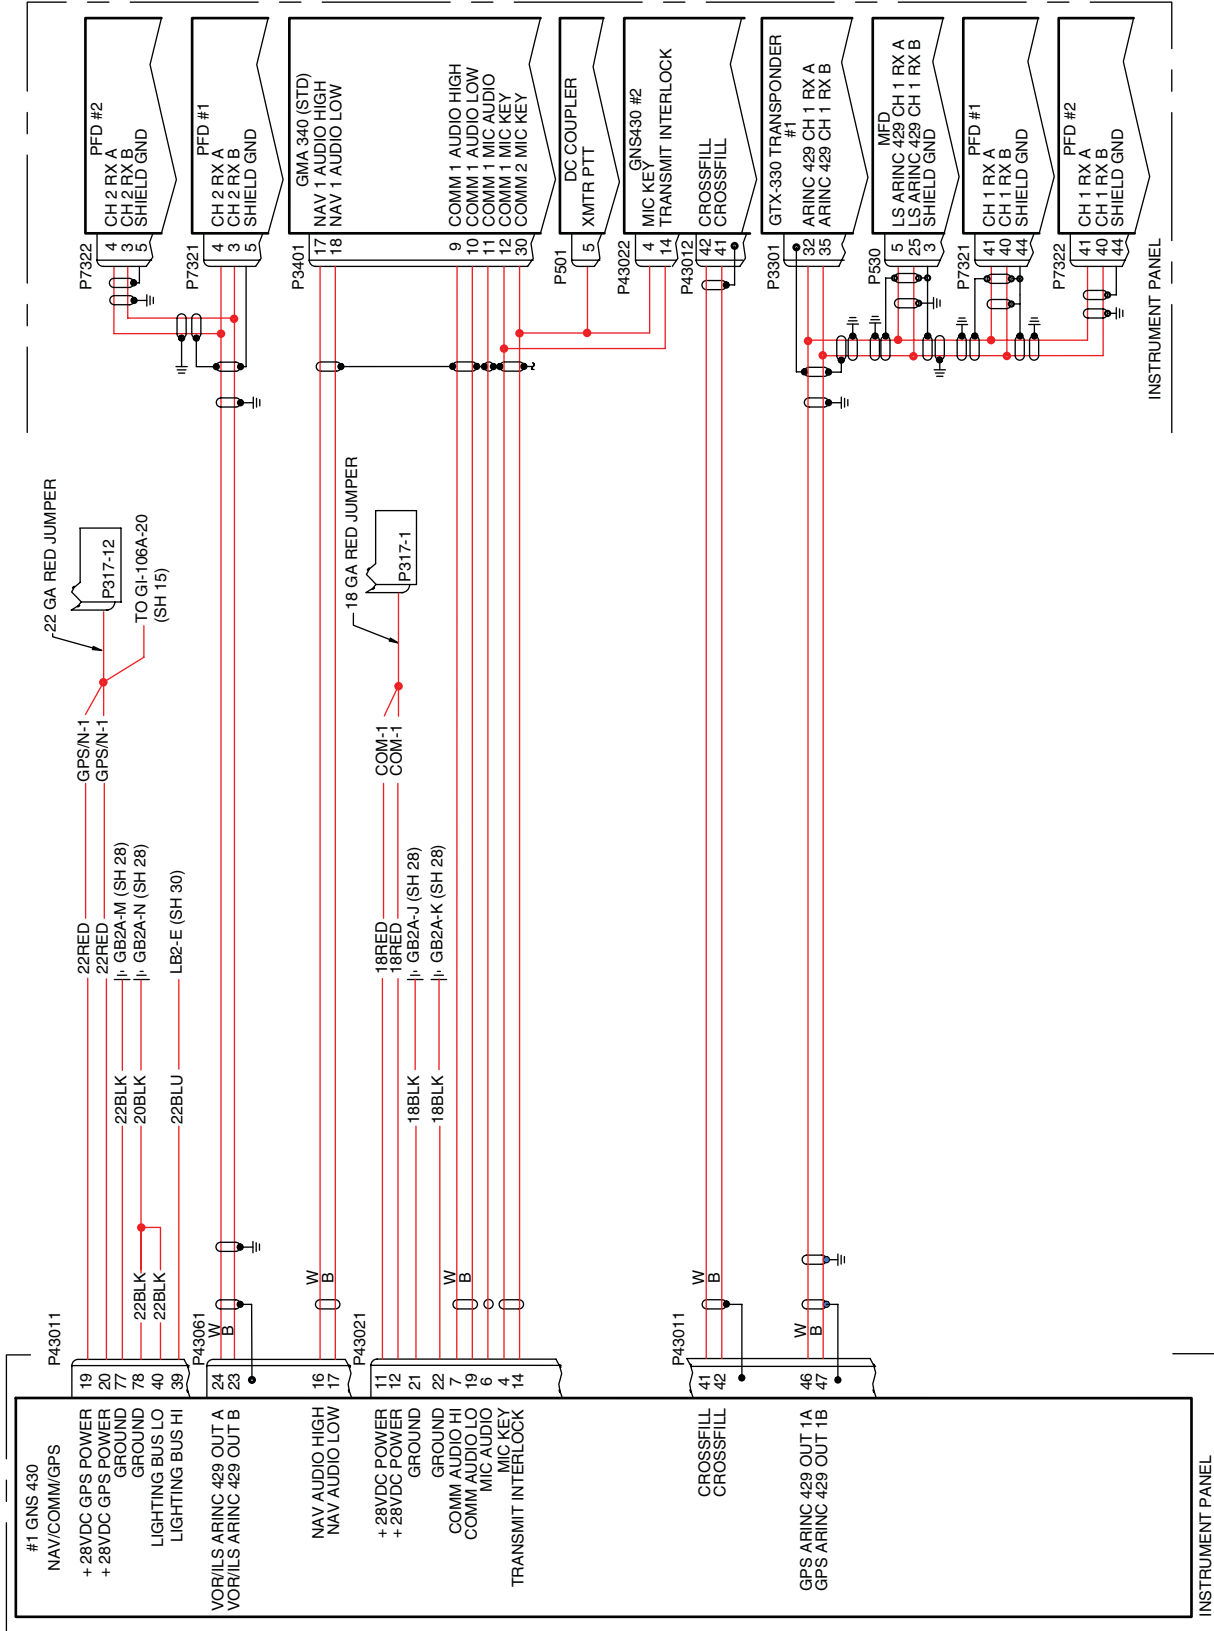 #1 GNS 430
NAV/COMM/GPS
+ 28VDC GPS POWER
+ 28VDC GPS POWER
GROUND
GROUND
LIGHTING BUS LO
LIGHTING BUS HI
VOR/ILS ARINC 429 OUT A
VOR/ILS ARINC 429 OUT B
NAV AUDIO HIGH
NAV AUDIO LOW
+ 28VDC POWER
+ 28VDC POWER
GROUND
GROUND
COMM AUDIO HI
COMM AUDIO LO
MIC AUDIO
MIC KEY
TRANSMIT INTERLOCK
CROSSFILL
CROSSFILL
GPS ARINC 429 OUT 1A
GPS ARINC 429 OUT 1B
INSTRUMENT PANEL
P43011
19
20
77
78
40
39
P43061
24
23
16
17
P43021
11
12
21
22
7
19
6
4
14
P43011
41
42
46
47
W
B
W
B
W
B
W
B
W
B
22BLK
22BLK
22BLK
20BLK
22BLU
18BLK
18BLK
22RED
22RED
GB2A-M (SH 28)
GB2A-N (SH 28)
LB2-E (SH 30)
18RED
18RED
GB2A-J (SH 28)
GB2A-K (SH 28)
GPS/N-1
GPS/N-1
COM-1
COM-1
22 GA RED JUMPER
P317-12
TO GI-106A-20
(SH 15)
18 GA RED JUMPER
P317-1
P7322
4
3
5
PFD #2
CH 2 RX A
CH 2 RX B
SHIELD GND
P7321
4
3
5
PFD #1
CH 2 RX A
CH 2 RX B
SHIELD GND
P3401
17
18
9
10
11
12
30
GMA 340 (STD)
NAV 1 AUDIO HIGH
NAV 1 AUDIO LOW
COMM 1 AUDIO HIGH
COMM 1 AUDIO LOW
COMM 1 MIC AUDIO
COMM 1 MIC KEY
COMM 2 MIC KEY
P501
5
DC COUPLER
XMTR PTT
P43022
4
14
GNS430 #2
MIC KEY
TRANSMIT INTERLOCK
P43012
42
41
CROSSFILL
CROSSFILL
P3301
32
35
GTX-330 TRANSPONDER
#1
ARINC 429 CH 1 RX A
ARINC 429 CH 1 RX B
P530
5
25
3
MFD
LS ARINC 429 CH 1 RX A
LS ARINC 429 CH 1 RX B
SHIELD GND
P7321
41
40
44
PFD #1
CH 1 RX A
CH 1 RX B
SHIELD GND
P7322
41
40
44
PFD #2
CH 1 RX A
CH 1 RX B
SHIELD GND
INSTRUMENT PANEL